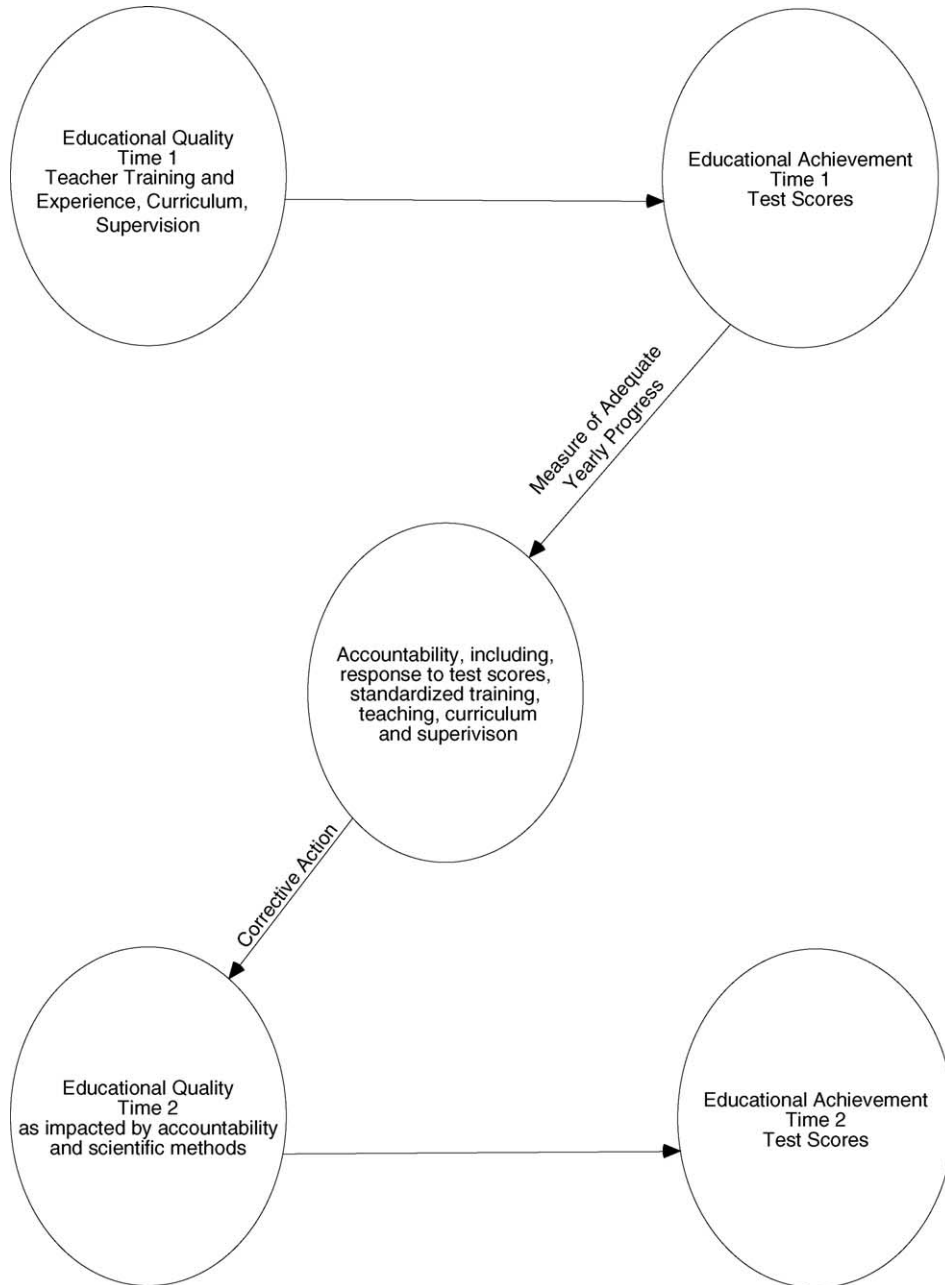 Educational Quality
Time 1
Teacher Training and
Experience, Curriculum,
Supervision
Educational Achievement
Time 1
Test Scores
Measure of Adequate
Yearly Progress
Accountability, including,
response to test scores,
standardized training,
teaching, curriculum
and superivison
Corrective Action
Educational Quality
Time 2
as impacted by accountability
and scientific methods
Educational Achievement
Time 2
Test Scores